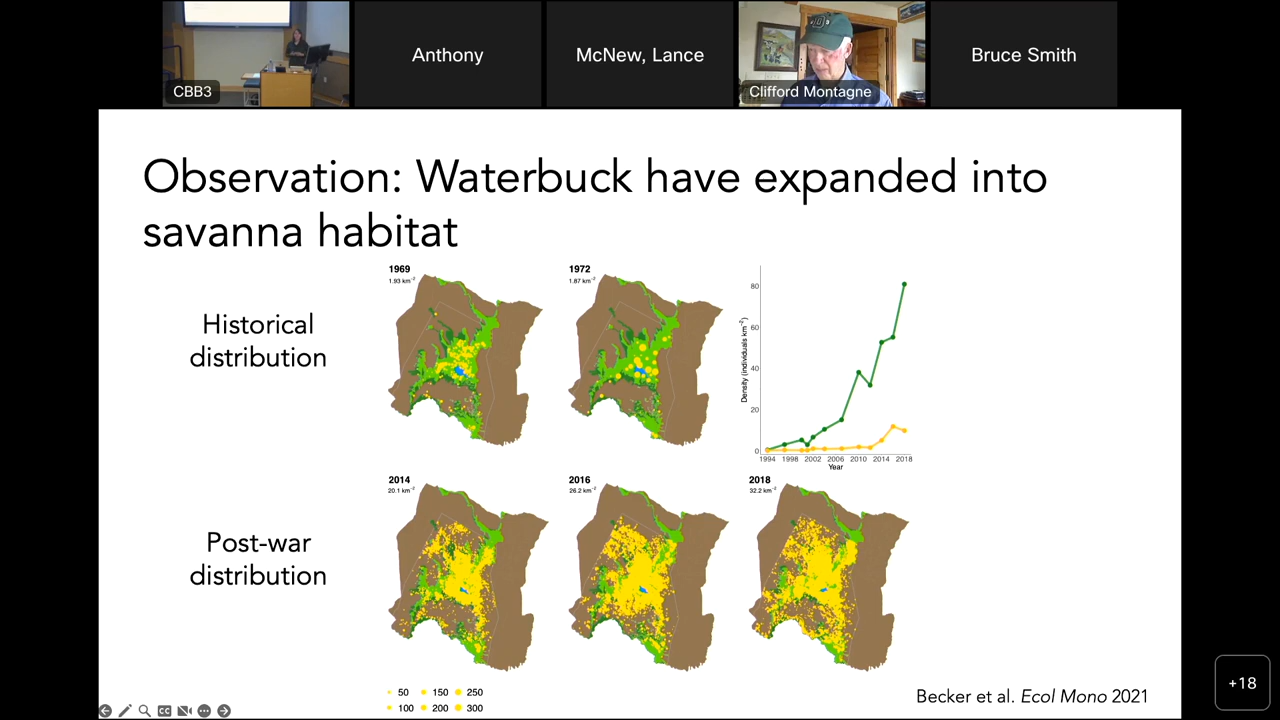 CBB3
Anthony
McNew, Lance
Clifford Montagne
Bruce Smith
Observation: Waterbuck have expanded into
savanna habitat
Historical
distribution
1969
1.93 km⁻²
1972
1.87 km⁻²
Density (individuals km⁻²)
80
60
40
20
0
1994 1998 2002 2006 2010 2014 2018
Year
Post-war
distribution
2014
20.1 km⁻²
2016
26.2 km⁻²
2018
32.2 km⁻²
50 150 250
100 200 300
Becker et al. Ecol Mono 2021
+18